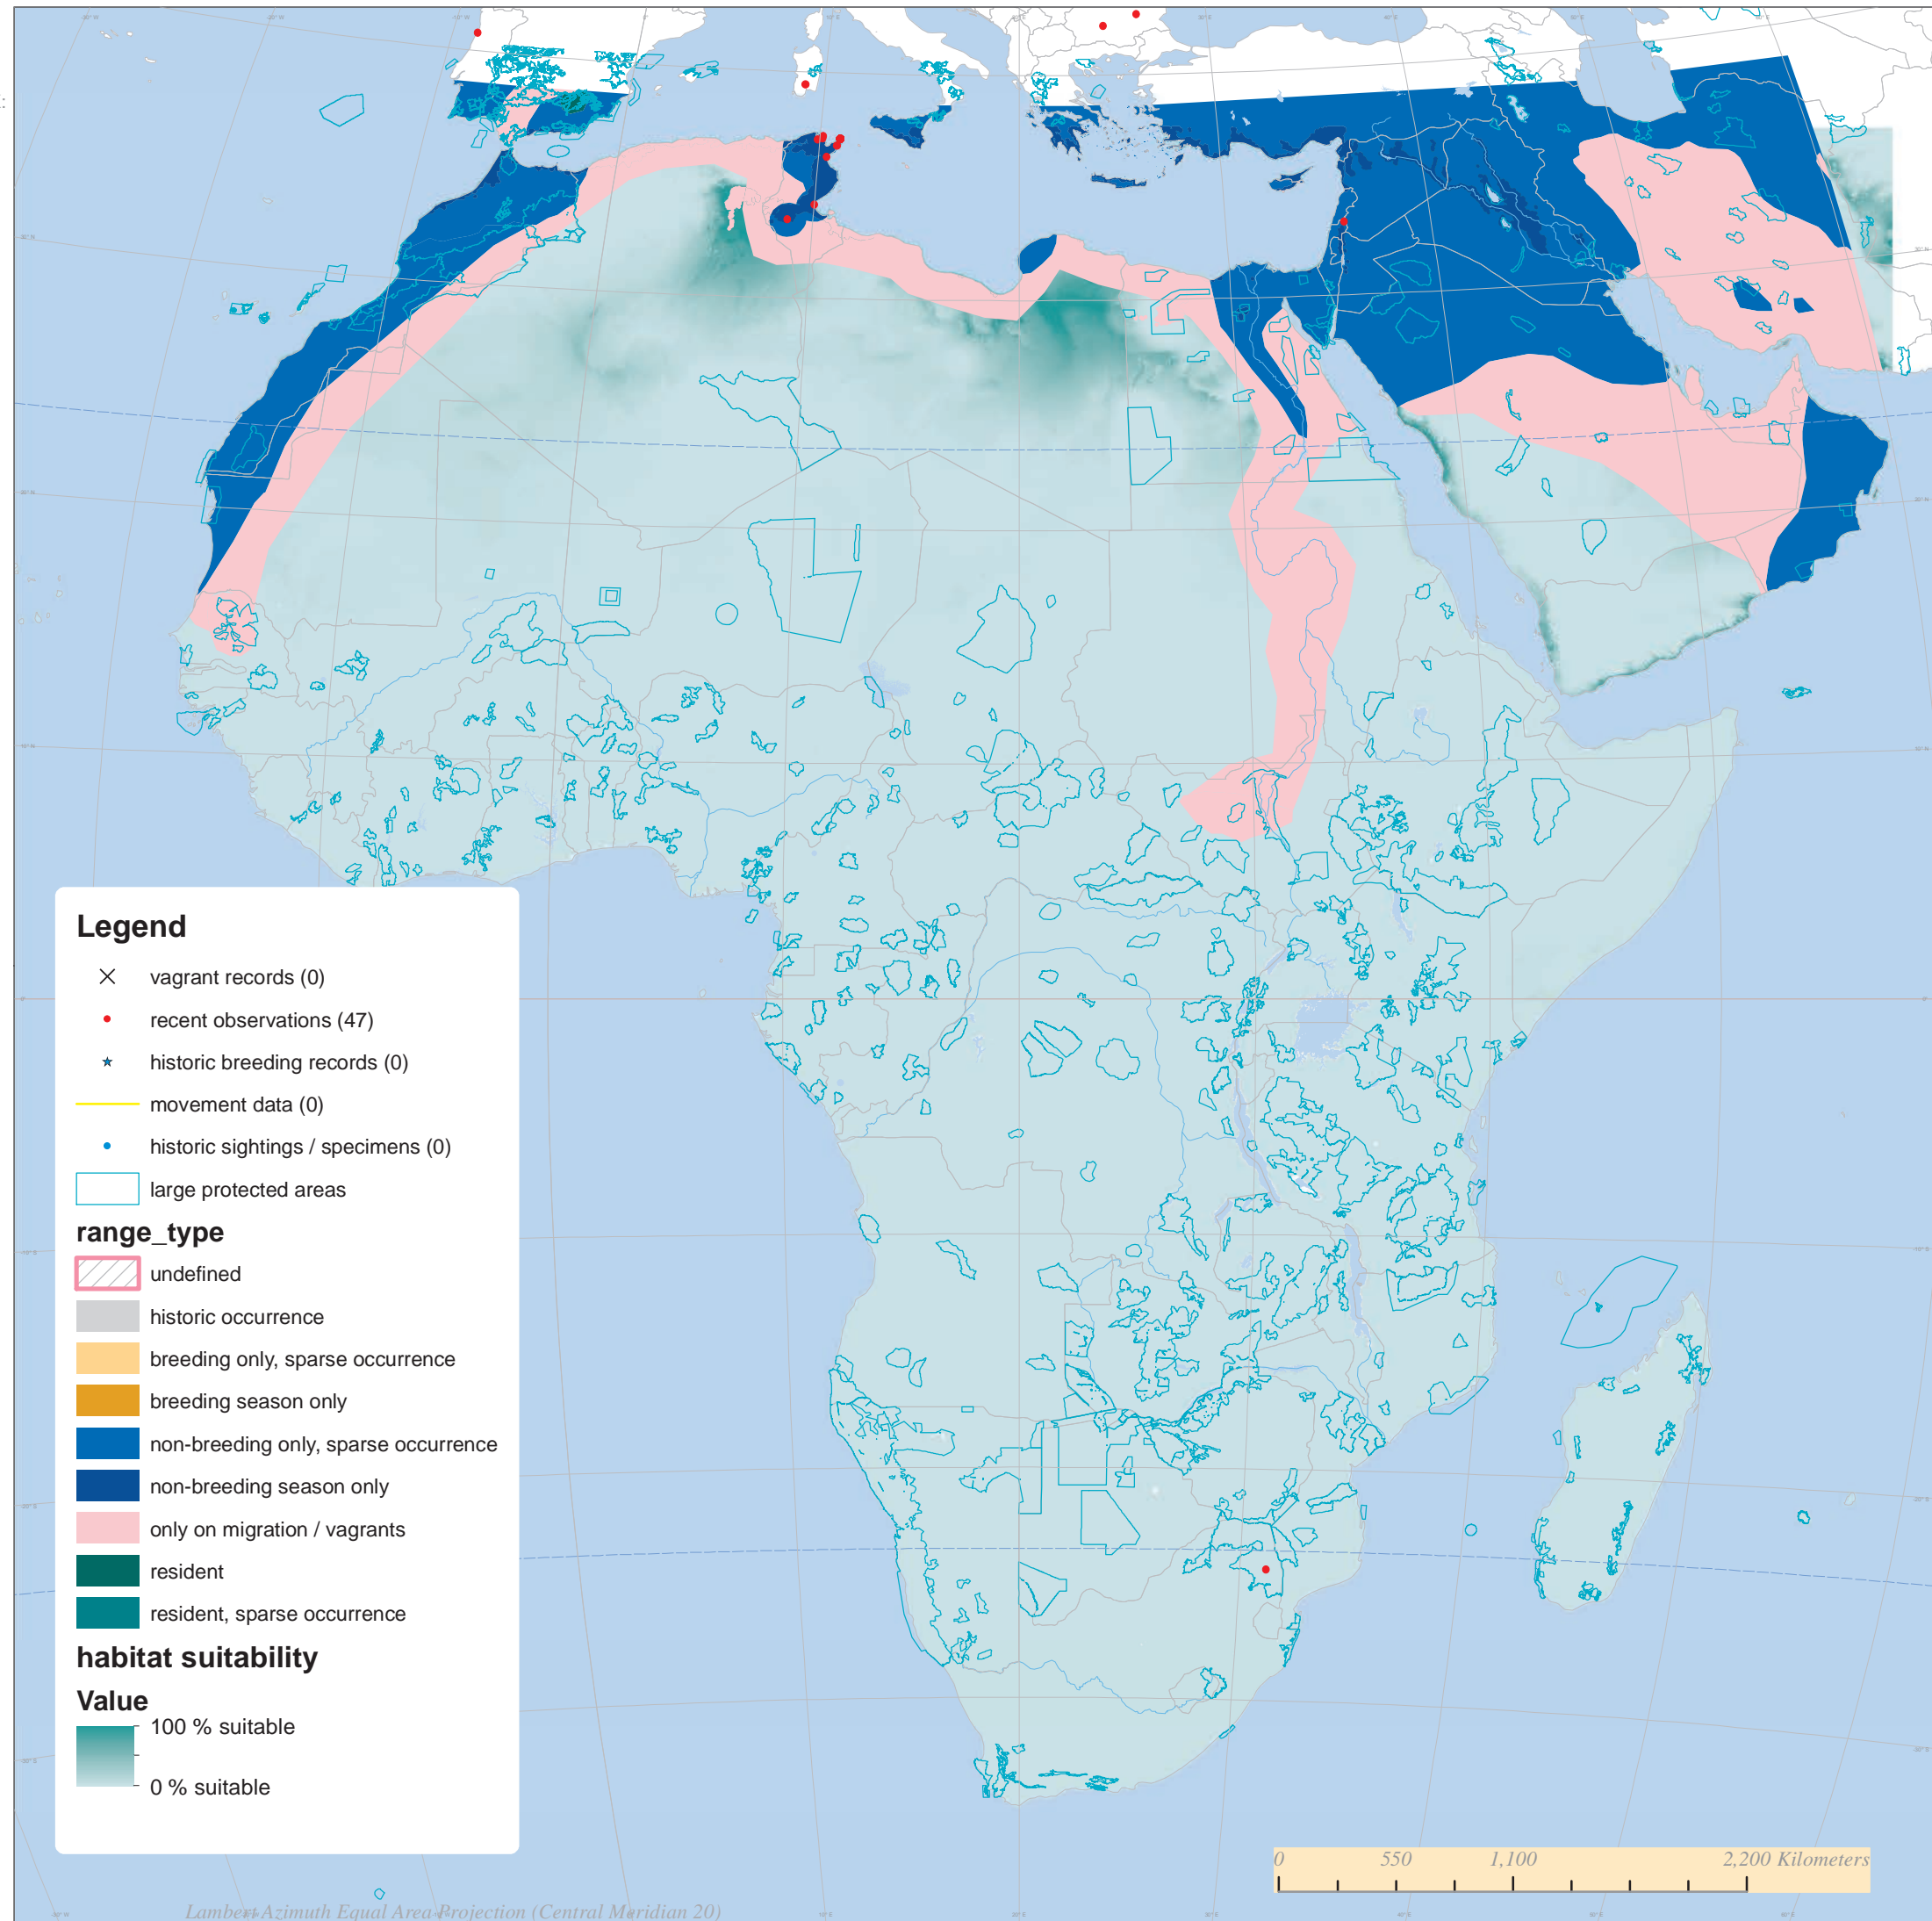 Legend
vagrant records (0)
recent observations (47)
historic breeding records (0)
movement data (0)
historic sightings / specimens (0)
large protected areas
range_type
undefined
historic occurrence
breeding only, sparse occurrence
breeding season only
non-breeding only, sparse occurrence
non-breeding season only
only on migration / vagrants
resident
resident, sparse occurrence
habitat suitability
Value
100 % suitable
0 % suitable
0 550 1,100 2,200 Kilometers
Lambert Azimuth Equal Area Projection (Central Meridian 20)